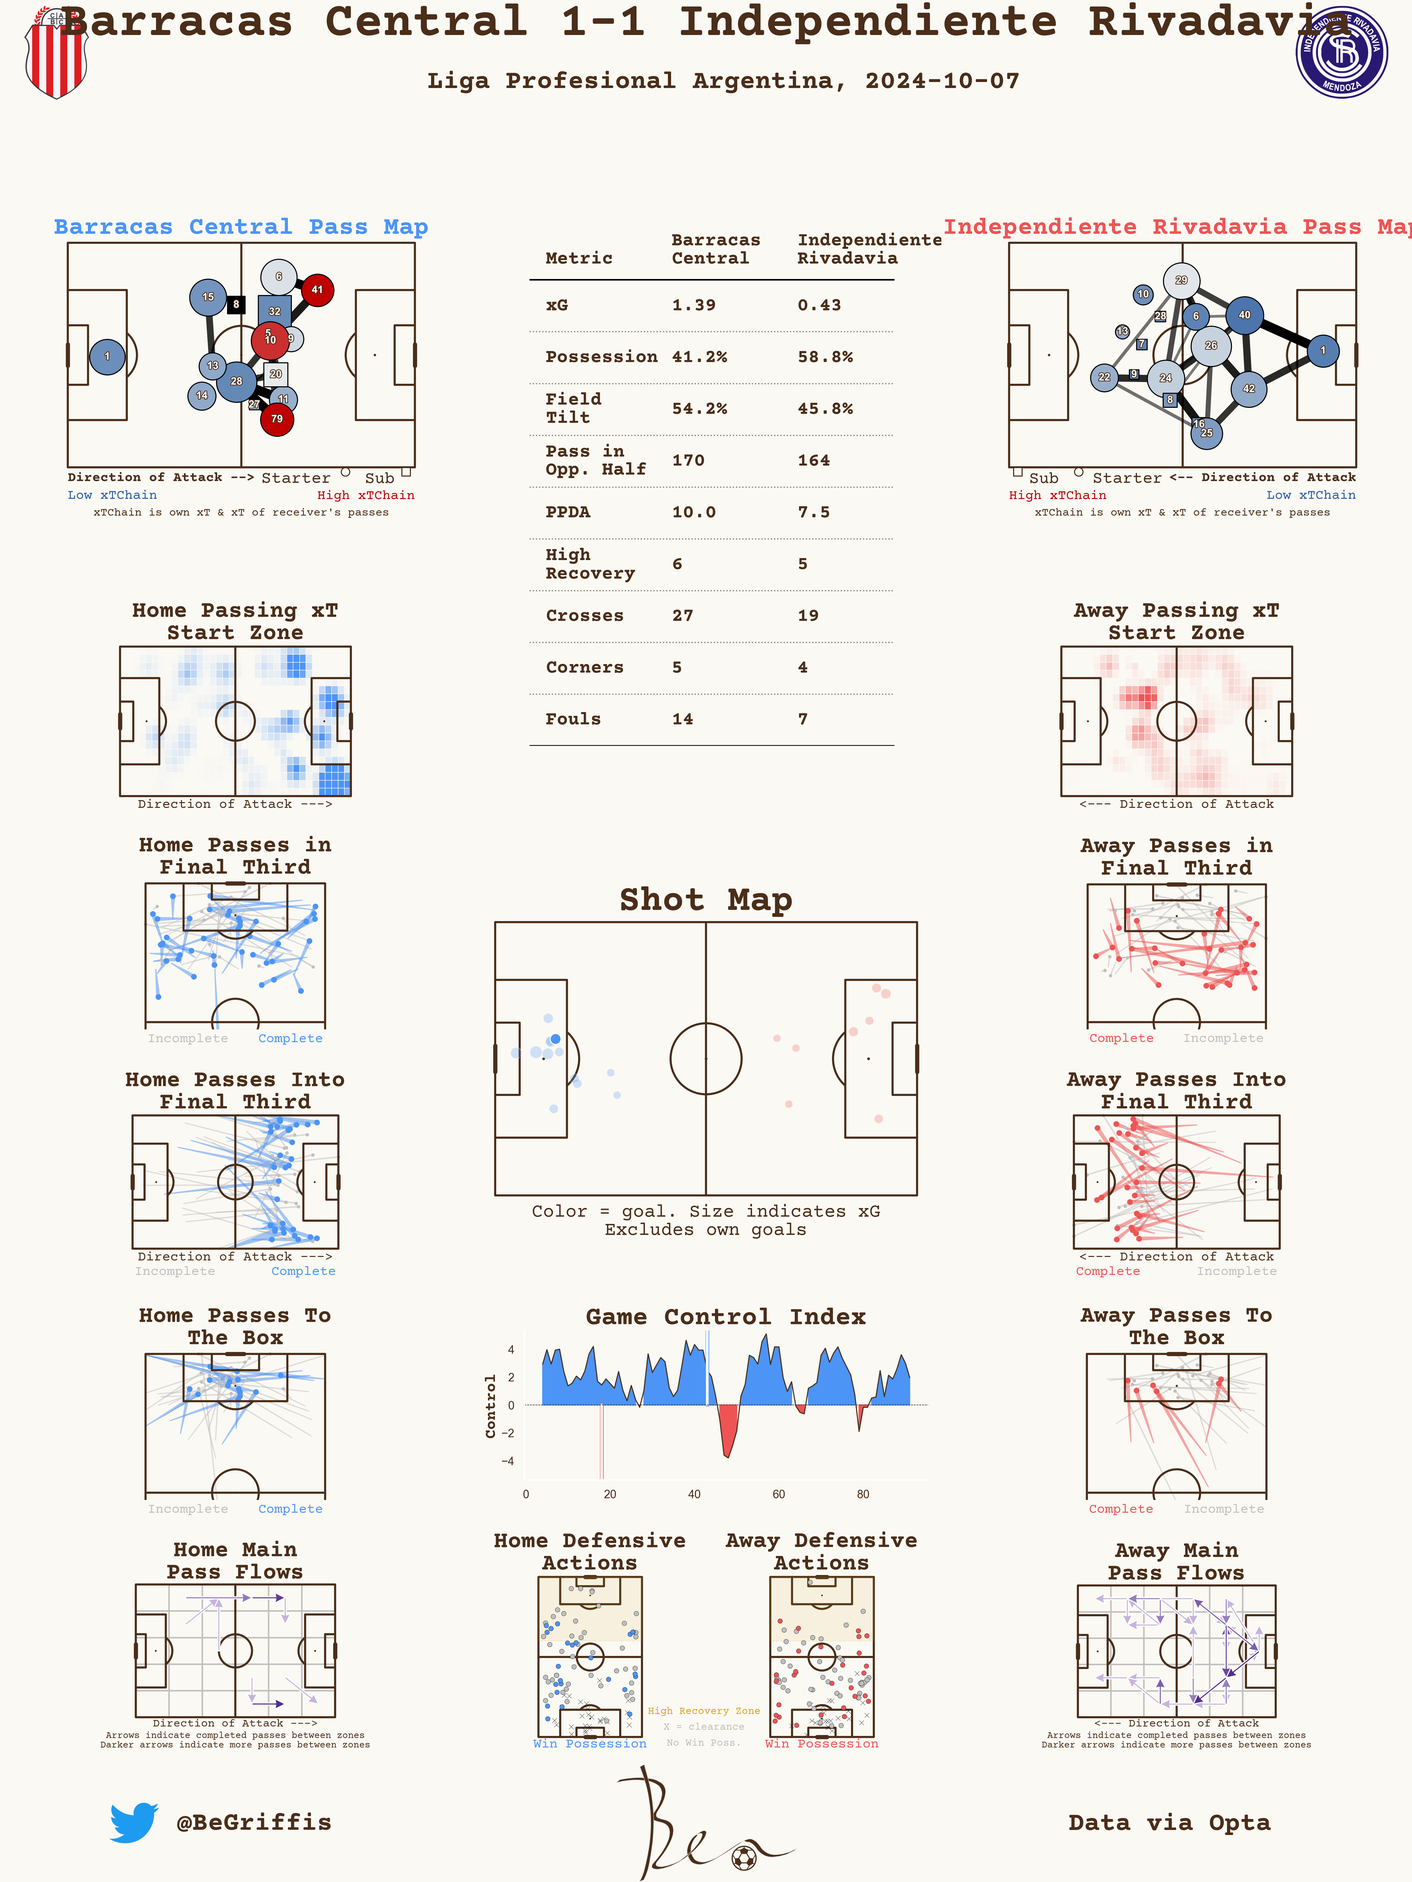 Barracas Central 1-1 Independiente Rivadavia
Liga Profesional Argentina, 2024-10-07
INDEPENDIENTE RIVADAVIA
MENDOZA
Barracas Central Pass Map
6
41
15
8
32
5
10
9
1
13
28
20
14
27
11
79
Direction of Attack --> Starter Sub
Low xTChain High xTChain
xTChain is own xT & xT of receiver's passes
Metric Barracas Central Independiente Rivadavia
xG 1.39 0.43
Possession 41.2% 58.8%
Field Tilt 54.2% 45.8%
Pass in Opp. Half 170 164
PPDA 10.0 7.5
High Recovery 6 5
Crosses 27 19
Corners 5 4
Fouls 14 7
Independiente Rivadavia Pass Map
29
10
28
6
40
13
7
26
1
22
9
24
42
8
16
25
Sub Starter <-- Direction of Attack
High xTChain Low xTChain
xTChain is own xT & xT of receiver's passes
Home Passing xT
Start Zone
Direction of Attack --->
Away Passing xT
Start Zone
<--- Direction of Attack
Home Passes in
Final Third
Incomplete Complete
Shot Map
Color = goal. Size indicates xG
Excludes own goals
Away Passes in
Final Third
Complete Incomplete
Home Passes Into
Final Third
Direction of Attack --->
Incomplete Complete
Away Passes Into
Final Third
<--- Direction of Attack
Complete Incomplete
Home Passes To
The Box
Incomplete Complete
Game Control Index
Control
4
2
0
−2
−4
0 20 40 60 80
Away Passes To
The Box
Complete Incomplete
Home Main
Pass Flows
Direction of Attack --->
Arrows indicate completed passes between zones
Darker arrows indicate more passes between zones
Home Defensive
Actions
Win Possession
High Recovery Zone
X = clearance
No Win Poss.
Away Defensive
Actions
Win Possession
Away Main
Pass Flows
<--- Direction of Attack
Arrows indicate completed passes between zones
Darker arrows indicate more passes between zones
@BeGriffis
Ben
Data via Opta